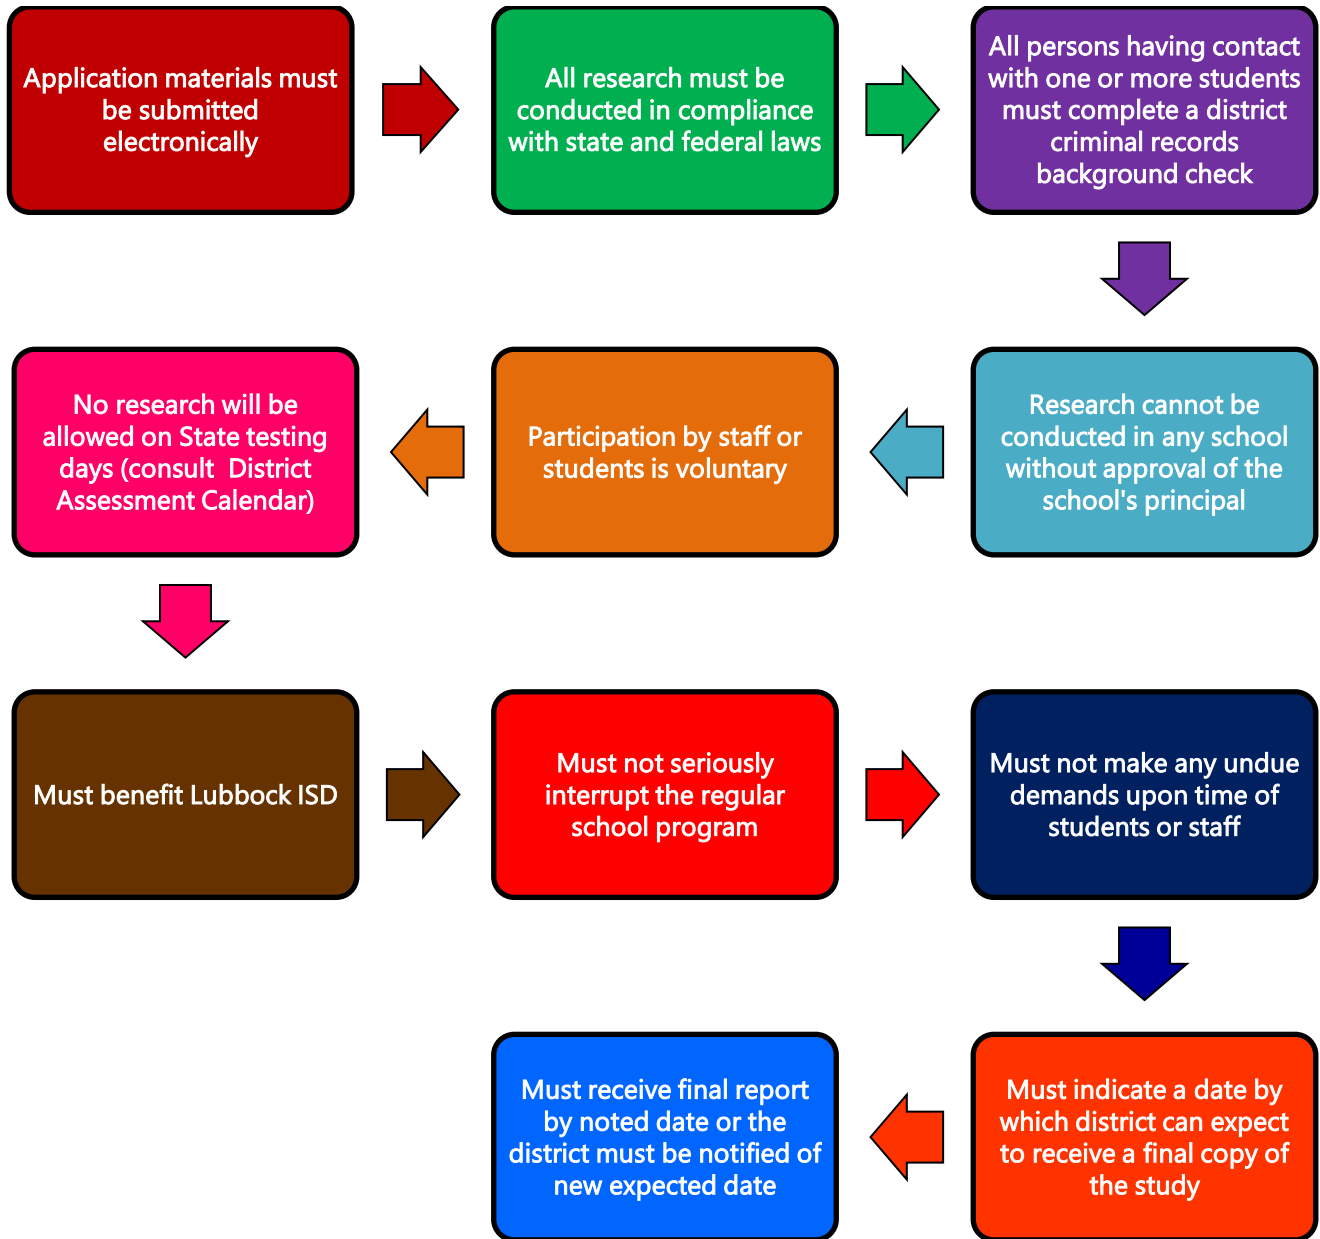 Application materials must
be submitted
electronically
All research must be
conducted in compliance
with state and federal laws
All persons having contact
with one or more students
must complete a district
criminal records
background check
Research cannot be
conducted in any school
without approval of the
school's principal
Participation by staff or
students is voluntary
No research will be
allowed on State testing
days (consult  District
Assessment Calendar)
Must benefit Lubbock ISD
Must not seriously
interrupt the regular
school program
Must not make any undue
demands upon time of
students or staff
Must indicate a date by
which district can expect
to receive a final copy of
the study
Must receive final report
by noted date or the
district must be notified of
new expected date